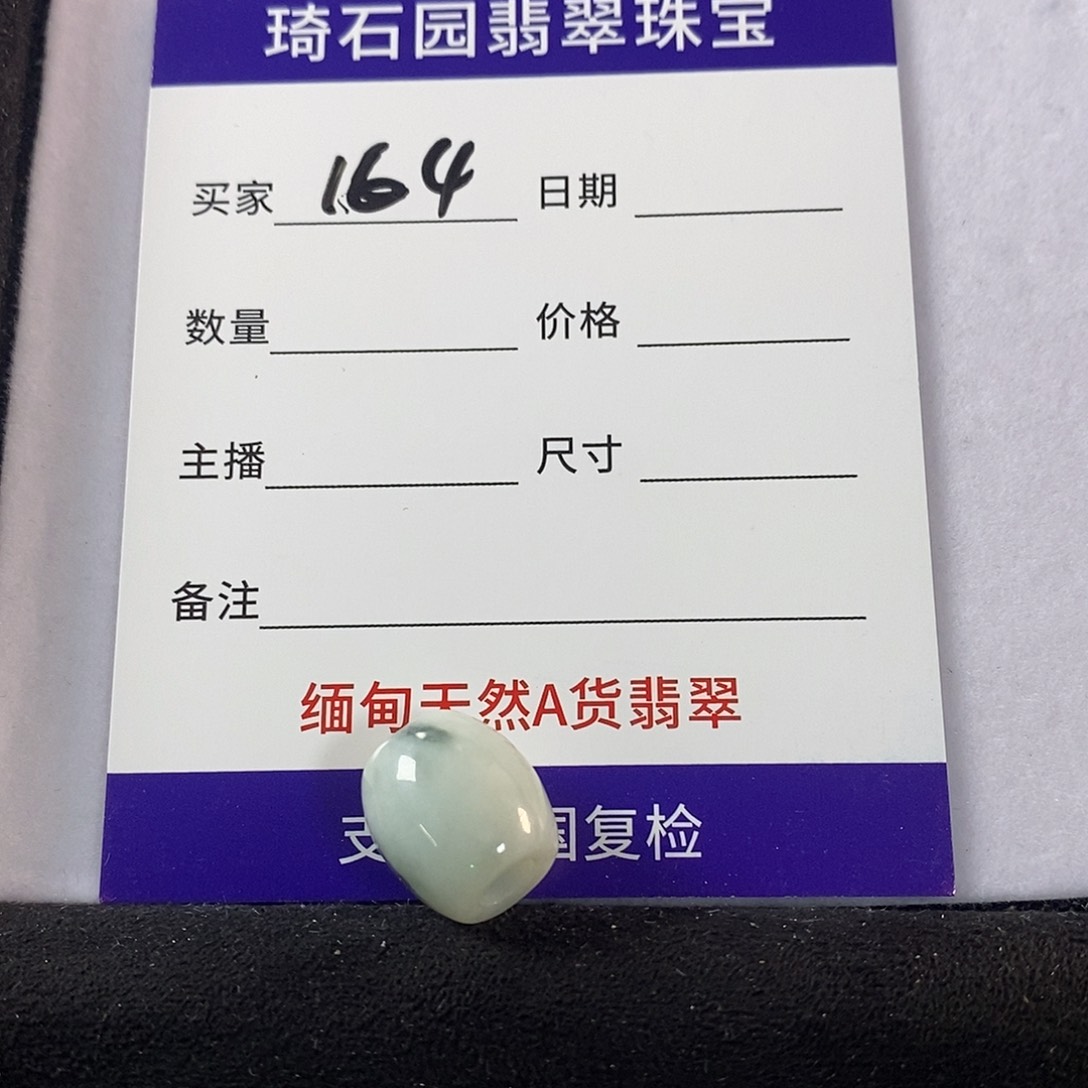 琦石园翡翠珠宝
买家 164 日期
数量 价格
主播 尺寸
备注
缅甸天然A货翡翠
支 国复检